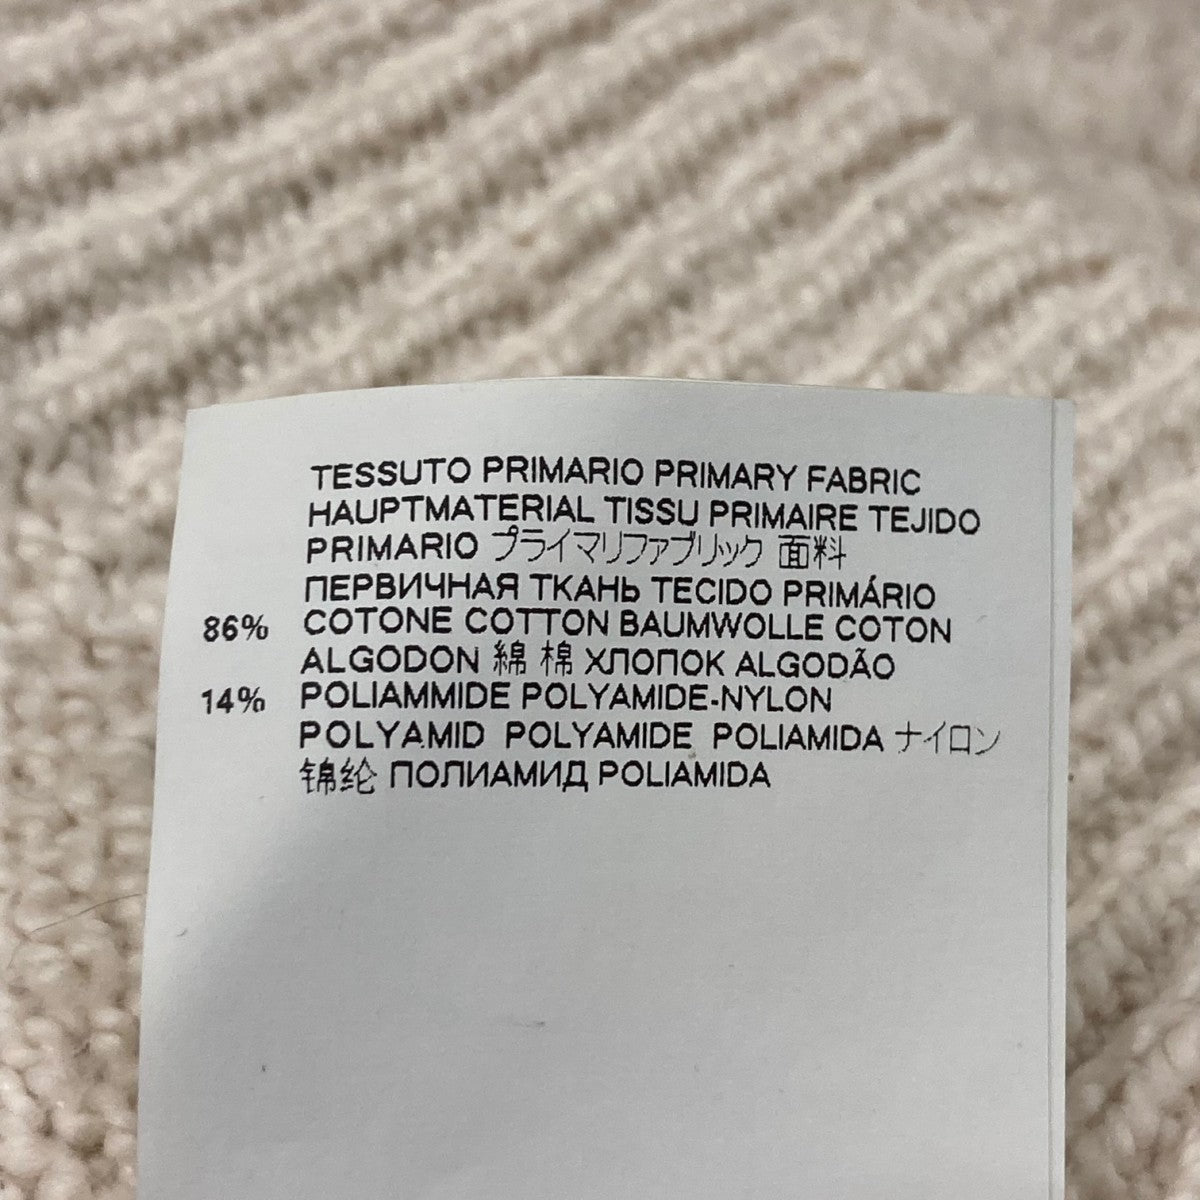 TESSUTO PRIMARIO PRIMARY FABRIC
HAUPTMATERIAL TISSU PRIMAIRE TEJIDO
PRIMARIO プライマリファブリック 面料
ПЕРВИЧНАЯ ТКАНЬ TECIDO PRIMÁRIO
86% COTONE COTTON BAUMWOLLE COTON
ALGODON 綿 棉 ХЛОПОК ALGODÃO
14% POLIAMMIDE POLYAMIDE-NYLON
POLYAMID POLYAMIDE POLIAMIDA ナイロン
锦纶 ПОЛИАМИД POLIAMIDA